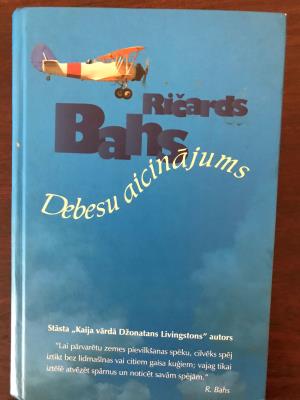 Ričards
Bahs
Debesu aicinājums
Stāsta „Kaija vārdā Džonatans Livingstons” autors
“Lai pārvarētu zemes pievilkšanas spēku, cilvēks spēj
iztikt bez lidmašīnas vai citiem gaisa kuģiem; vajag tikai
iztēlē atvēzēt spārnus un noticēt savām spējām.”
R. Bahs